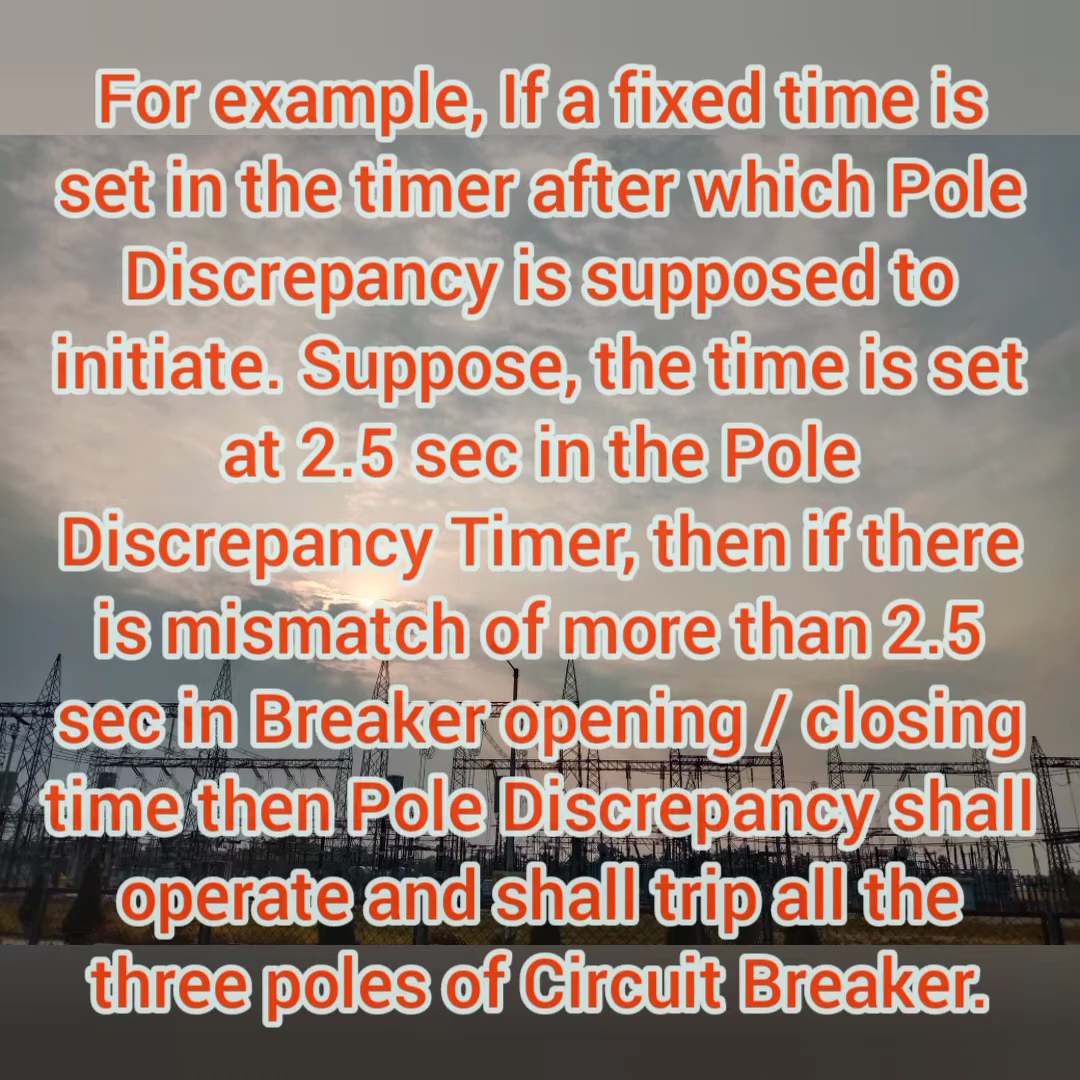 For example, If a fixed time is
set in the timer after which Pole
Discrepancy is supposed to
initiate. Suppose, the time is set
at 2.5 sec in the Pole
Discrepancy Timer, then if there
is mismatch of more than 2.5
sec in Breaker opening / closing
time then Pole Discrepancy shall
operate and shall trip all the
three poles of Circuit Breaker.